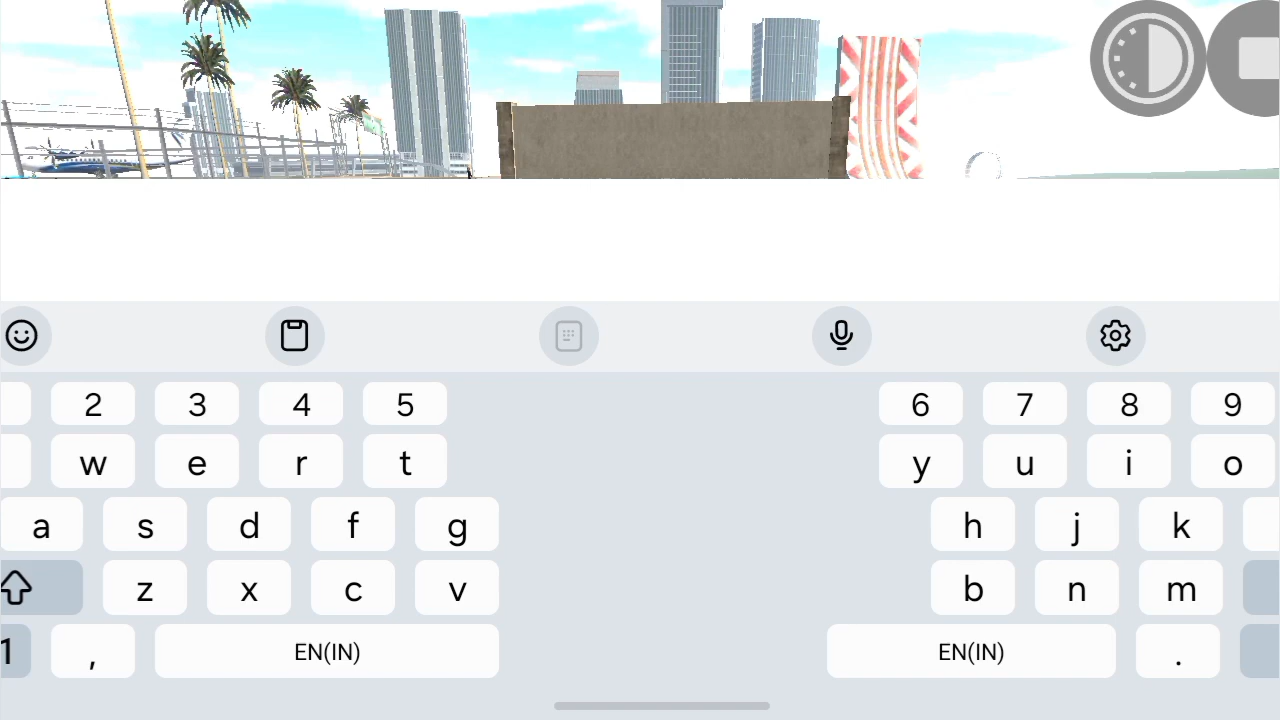 2 3 4 5 6 7 8 9
w e r t y u i o
a s d f g h j k
z x c v b n m
1 , EN(IN) EN(IN) .